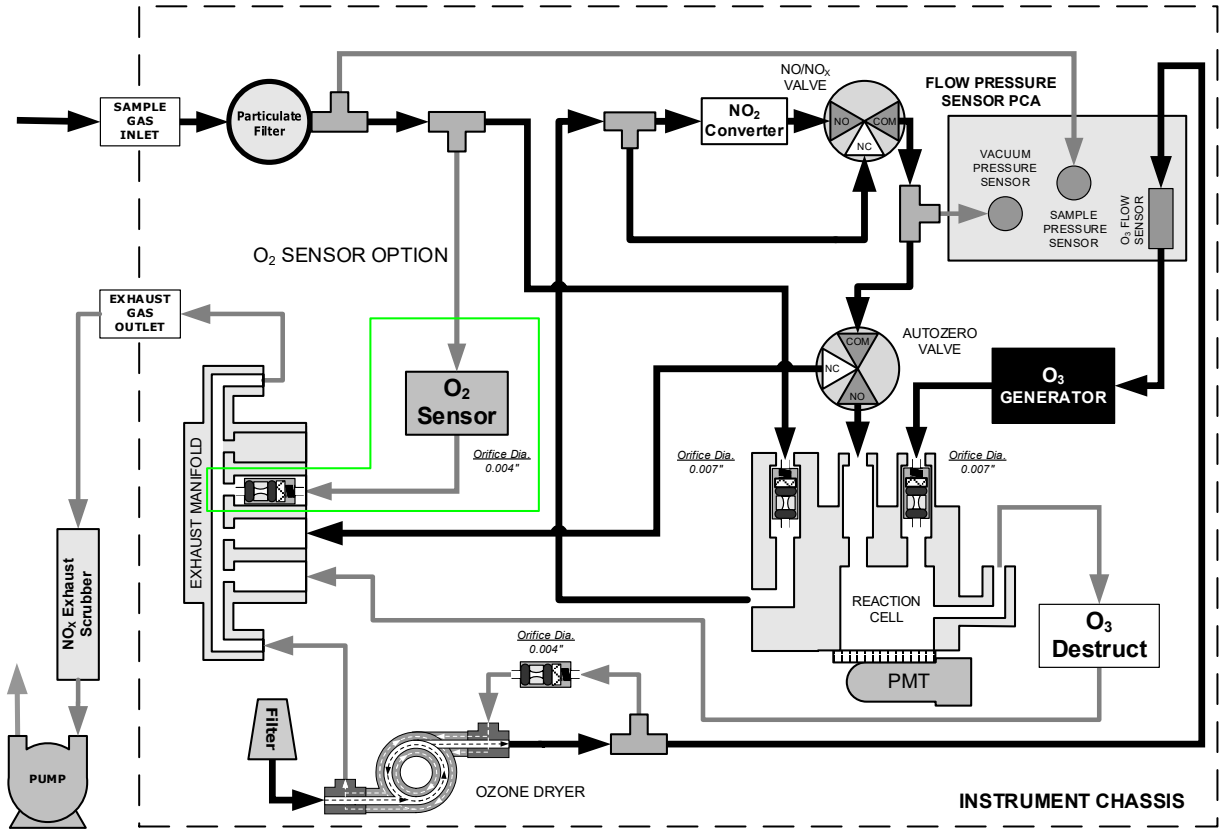 SAMPLE
GAS
INLET
Particulate
Filter
NO/NOX
VALVE
NO2
Converter
NO
COM
NC
FLOW PRESSURE
SENSOR PCA
VACUUM
PRESSURE
SENSOR
SAMPLE
PRESSURE
SENSOR
O3 FLOW
SENSOR
O2 SENSOR OPTION
EXHAUST
GAS
OUTLET
O2
Sensor
Orifice Dia.
0.004"
COM
NC
NO
AUTOZERO
VALVE
O3
GENERATOR
Orifice Dia.
0.007"
Orifice Dia.
0.007"
EXHAUST MANIFOLD
NOX Exhaust
Scrubber
REACTION
CELL
O3
Destruct
Orifice Dia.
0.004"
PMT
Filter
PUMP
OZONE DRYER
INSTRUMENT CHASSIS